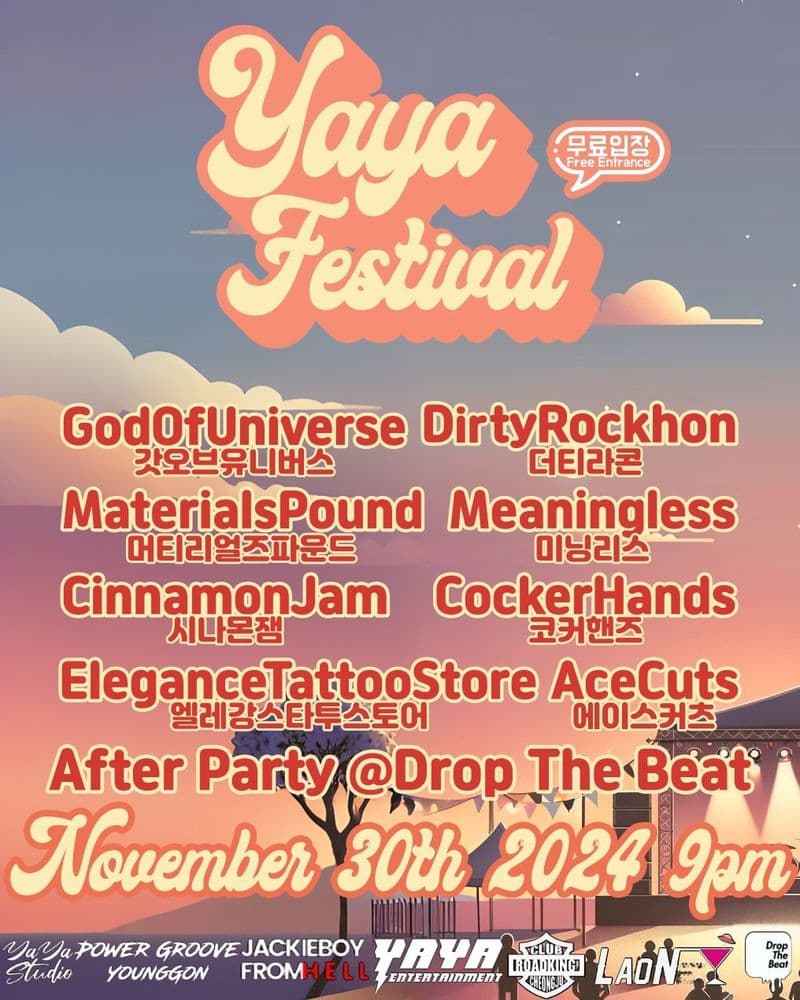 Yaya
무료입장
Free Entrance
Festival
GodOfUniverse DirtyRockhon
갓오브유니버스 더티라콘
MaterialsPound Meaningless
머티리얼즈파운드 미닝리스
CinnamonJam CockerHands
시나몬잼 코커핸즈
EleganceTattooStore AceCuts
엘레강스타투스토어 에이스커츠
After Party @Drop The Beat
November 30th 2024 9pm
YaYa Studio
POWER GROOVE YOUNGGON
JACKIEBOY FROM HELL
YAYA ENTERTAINMENT
CLUB ROADKING CHEONGJU
LAON
Drop The Beat